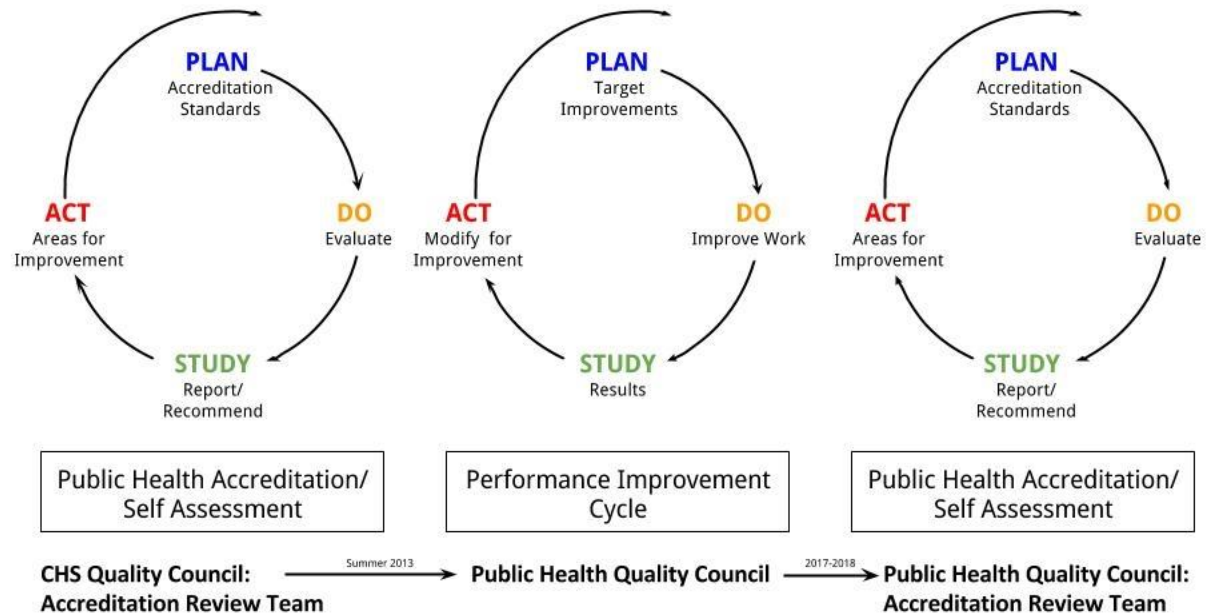 PLAN
Accreditation
Standards
DO
Evaluate
STUDY
Report/
Recommend
ACT
Areas for
Improvement
PLAN
Target
Improvements
DO
Improve Work
STUDY
Results
ACT
Modify for
Improvement
PLAN
Accreditation
Standards
DO
Evaluate
STUDY
Report/
Recommend
ACT
Areas for
Improvement
Public Health Accreditation/
Self Assessment
Performance Improvement
Cycle
Public Health Accreditation/
Self Assessment
CHS Quality Council:
Accreditation Review Team
Summer 2013
Public Health Quality Council
2017-2018
Public Health Quality Council:
Accreditation Review Team